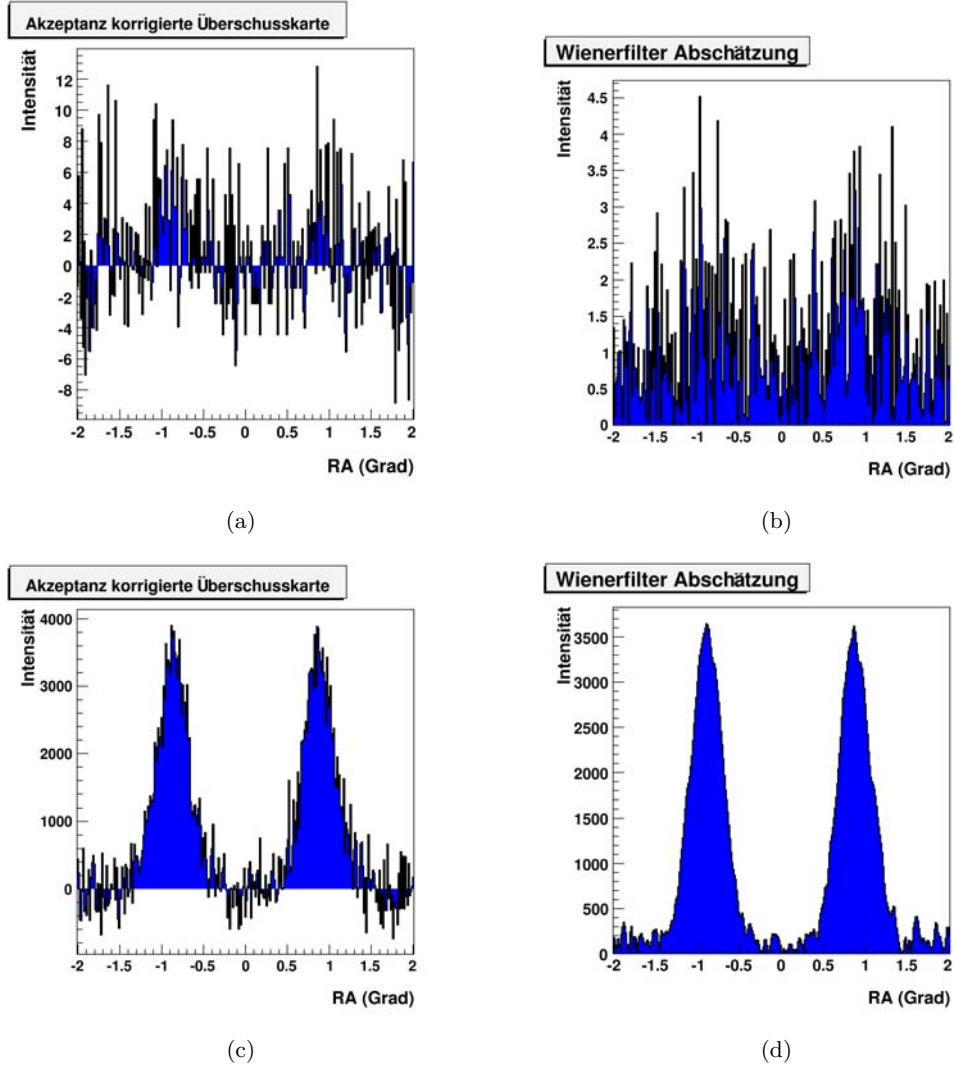 Akzeptanz korrigierte Überschusskarte
Intensität
12
10
8
6
4
2
0
-2
-4
-6
-8
-2 -1.5 -1 -0.5 0 0.5 1 1.5 2
RA (Grad)
(a)
Wienerfilter Abschätzung
Intensität
4.5
4
3.5
3
2.5
2
1.5
1
0.5
0
-2 -1.5 -1 -0.5 0 0.5 1 1.5 2
RA (Grad)
(b)
Akzeptanz korrigierte Überschusskarte
Intensität
4000
3000
2000
1000
0
-2 -1.5 -1 -0.5 0 0.5 1 1.5 2
RA (Grad)
(c)
Wienerfilter Abschätzung
Intensität
3500
3000
2500
2000
1500
1000
500
0
-2 -1.5 -1 -0.5 0 0.5 1 1.5 2
RA (Grad)
(d)